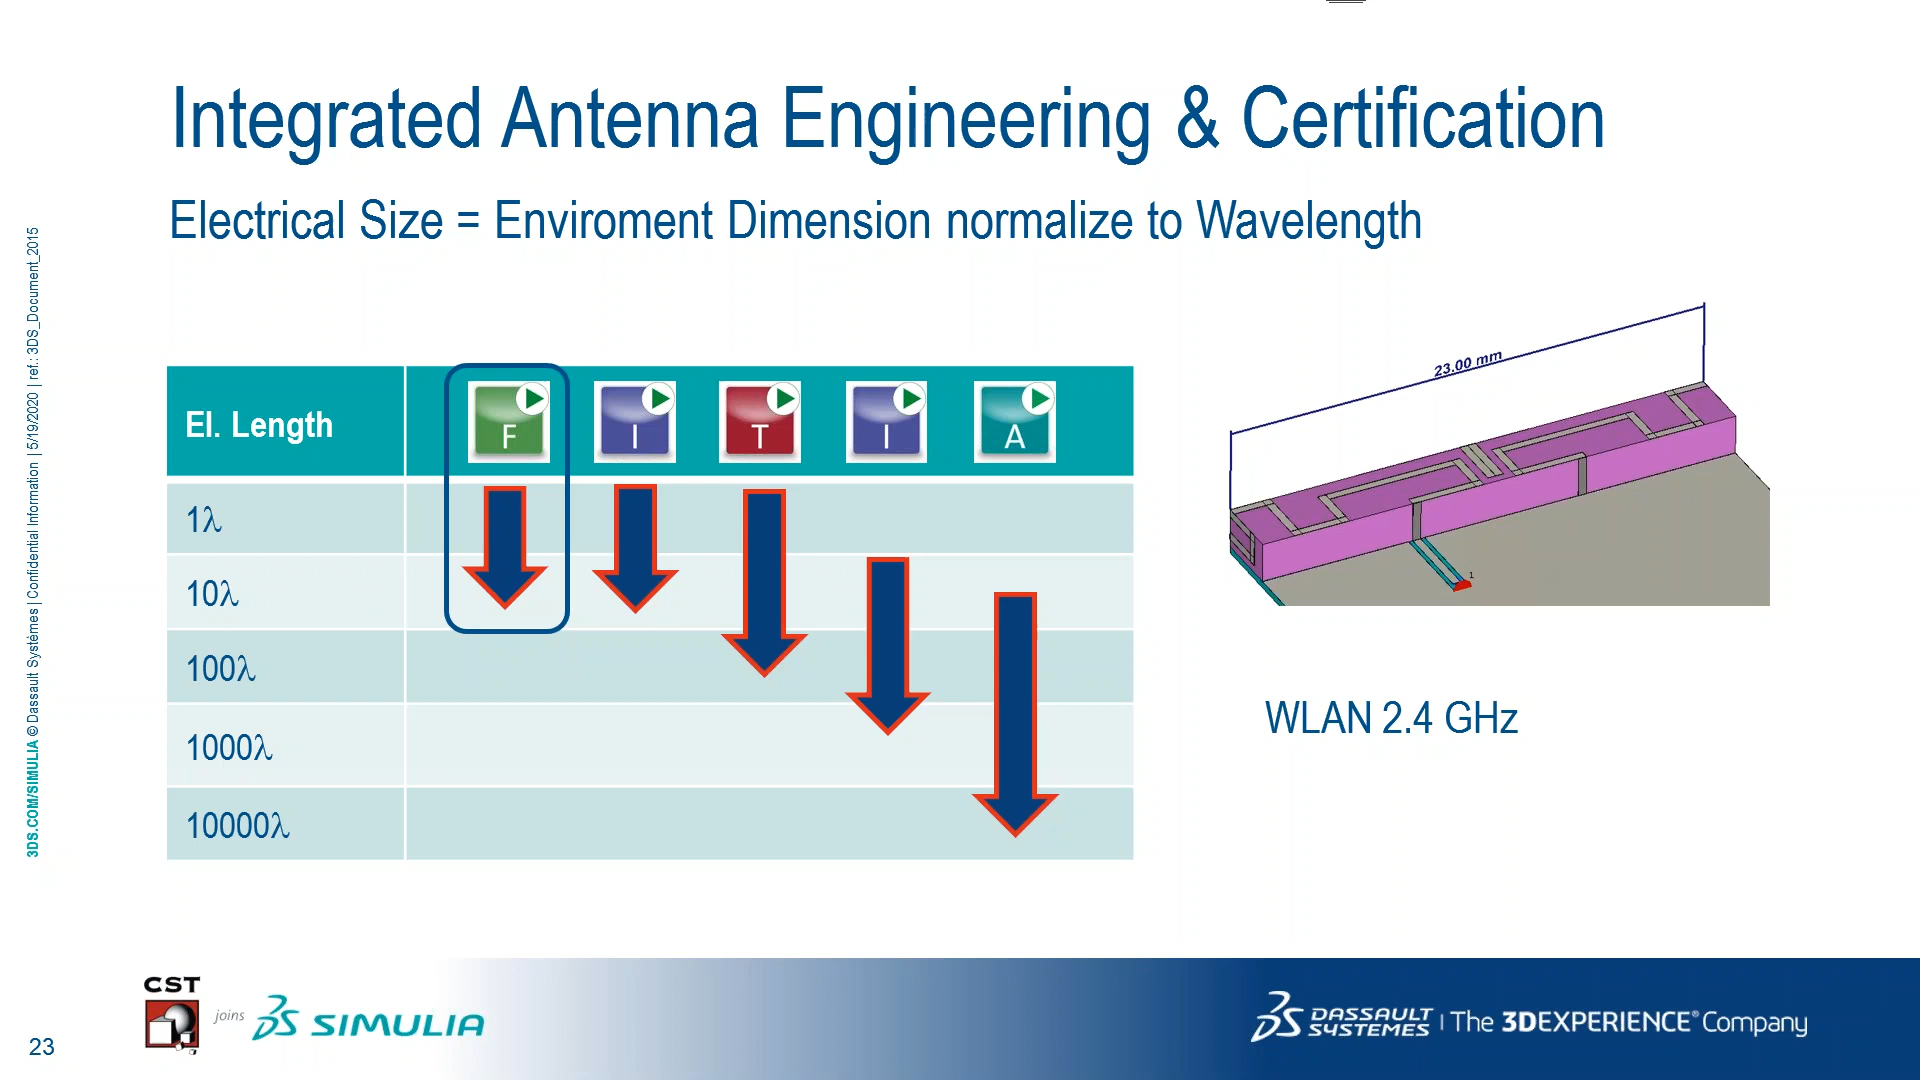 Integrated Antenna Engineering & Certification
Electrical Size = Enviroment Dimension normalize to Wavelength
3DS.COM/SIMULIA © Dassault Systèmes | Confidential Information | 5/19/2020 | ref.: 3DS_Document_2015
El. Length
F I T I A
1λ
10λ
100λ
1000λ
10000λ
23.00 mm
1
WLAN 2.4 GHz
CST
joins
SIMULIA
DASSAULT
SYSTEMES | The 3DEXPERIENCE® Company
23